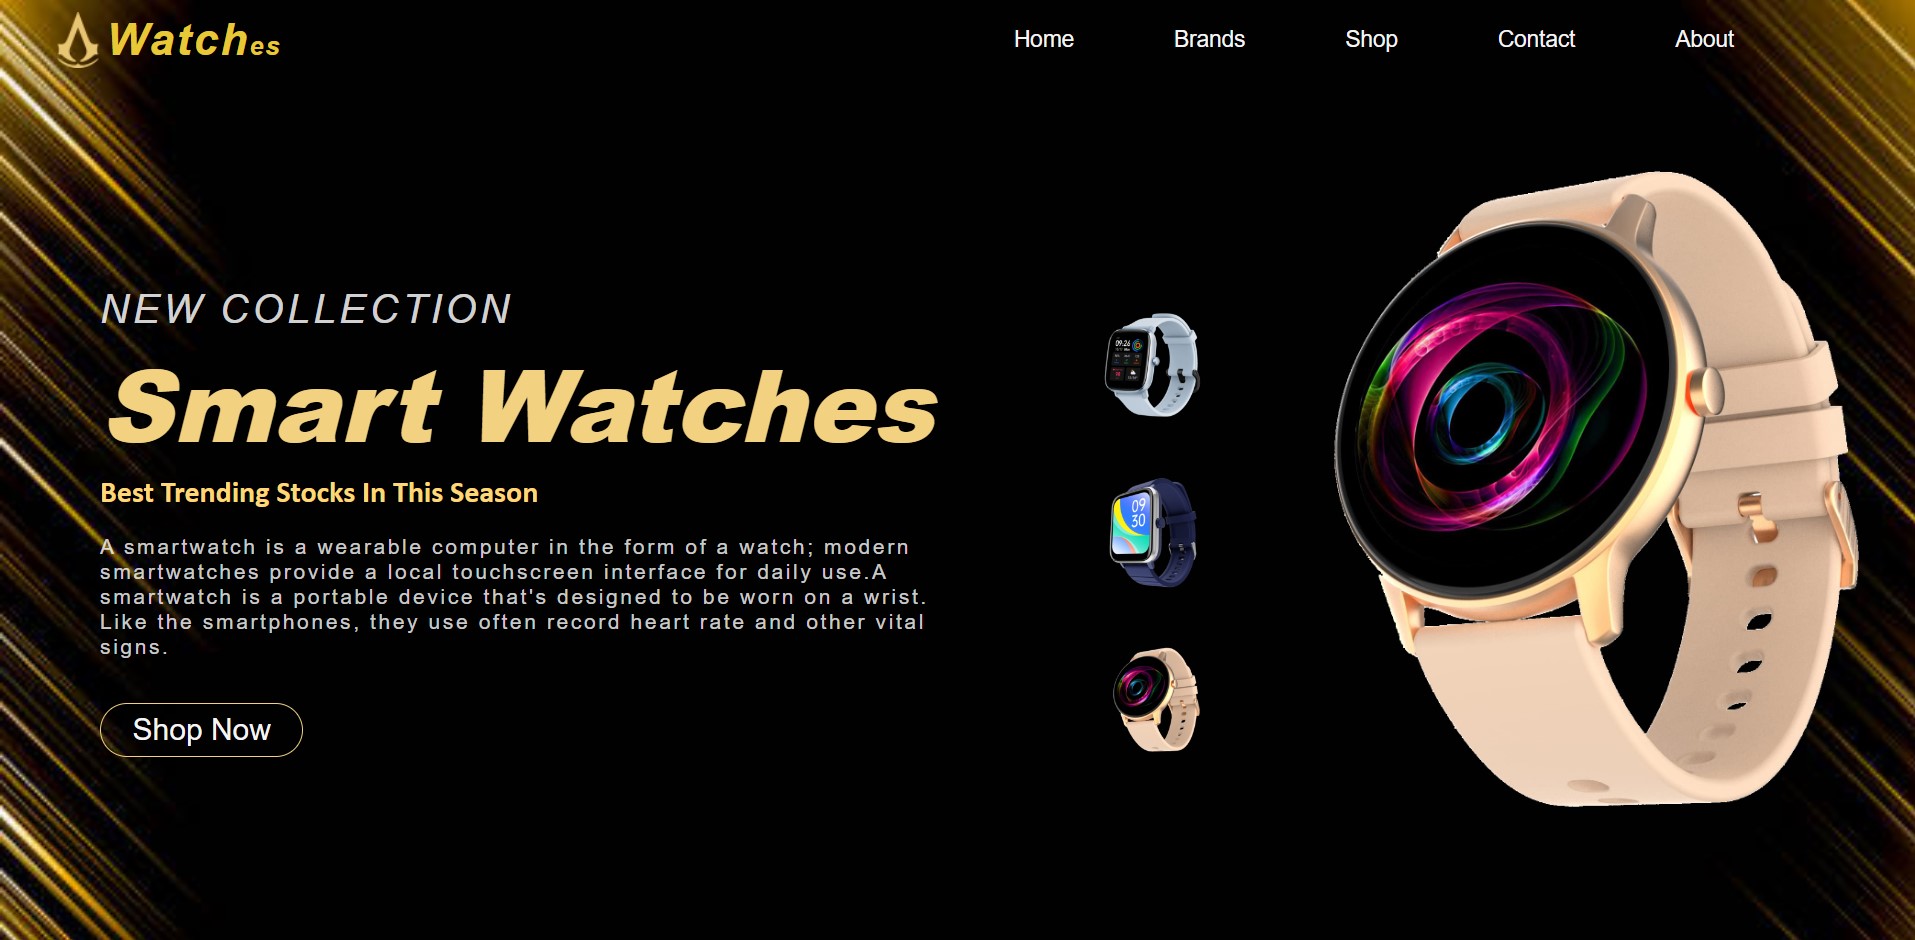 Watches
Home Brands Shop Contact About
NEW COLLECTION
Smart Watches
Best Trending Stocks In This Season
A smartwatch is a wearable computer in the form of a watch; modern
smartwatches provide a local touchscreen interface for daily use.A
smartwatch is a portable device that's designed to be worn on a wrist.
Like the smartphones, they use often record heart rate and other vital
signs.
Shop Now
09:26
09
30